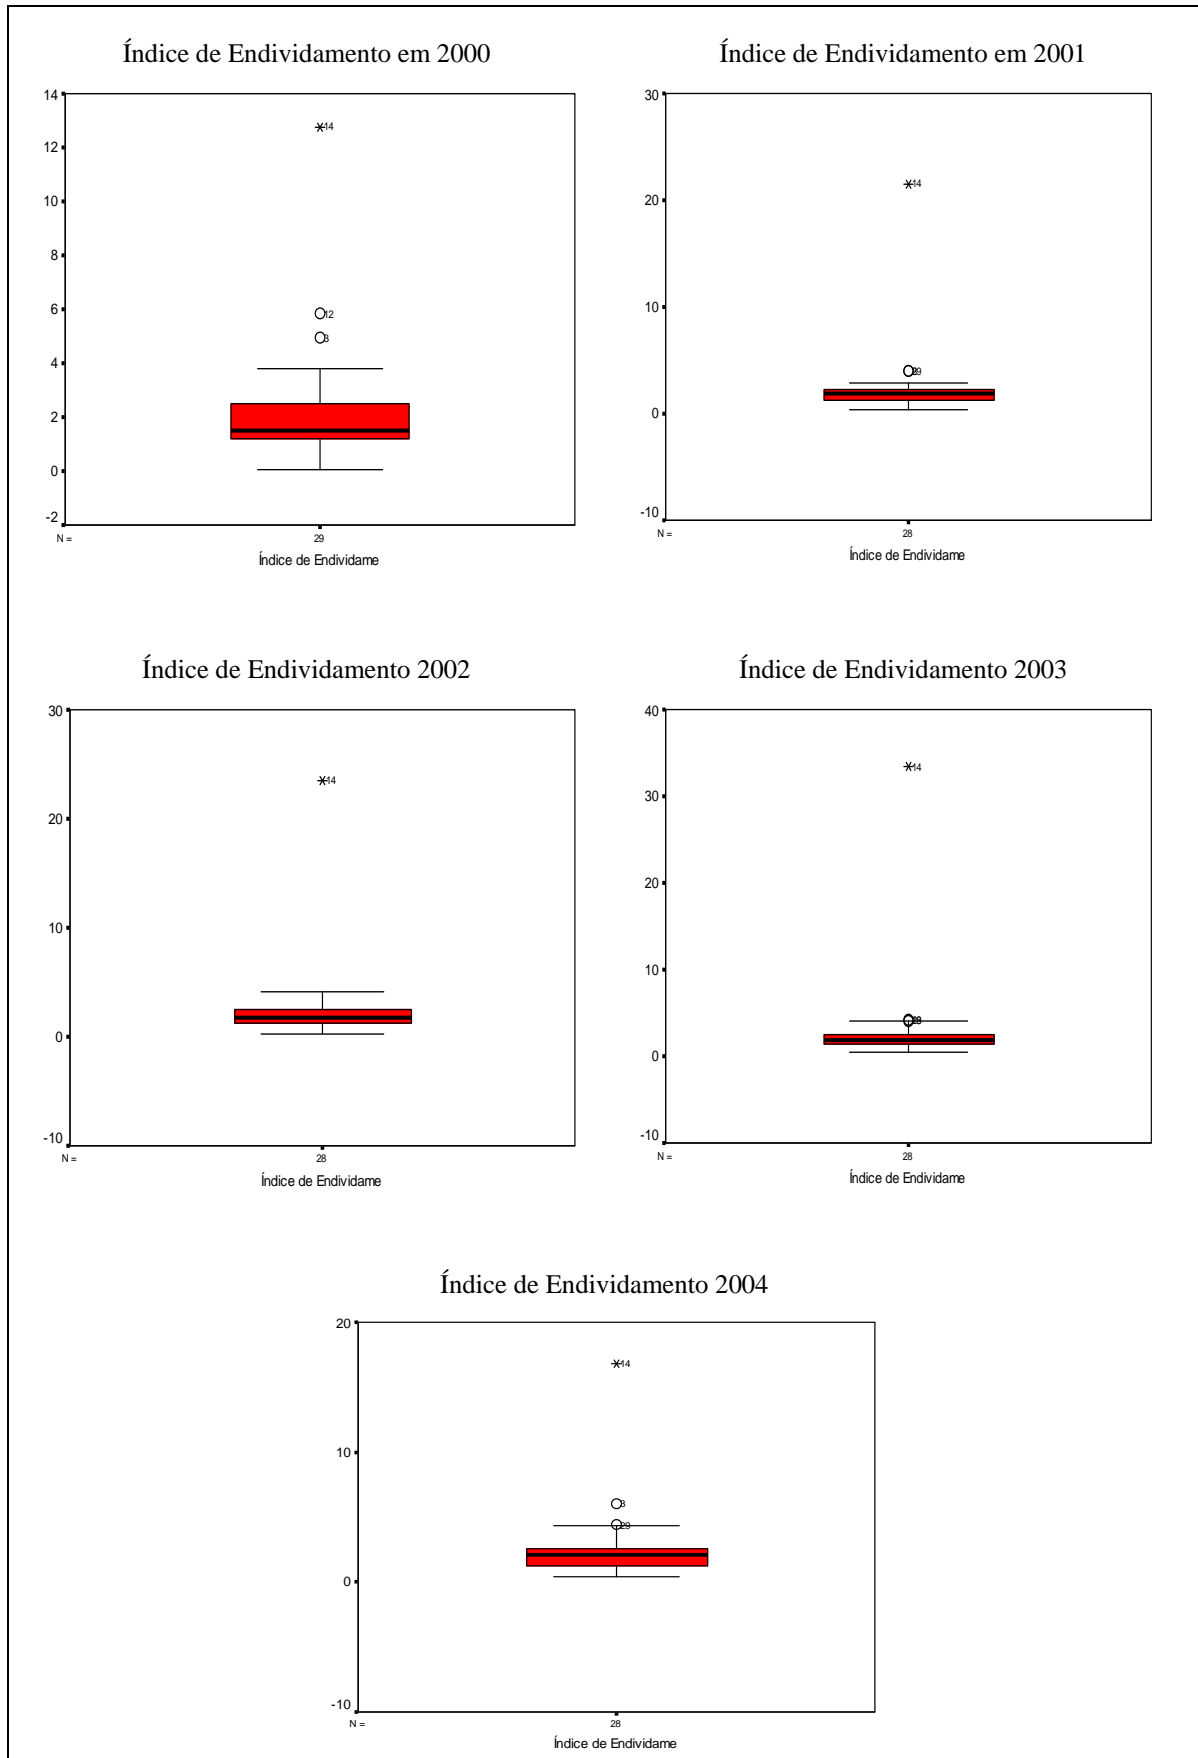 Índice de Endividamento em 2000
14
12
10
8
6
4
2
0
-2
14
12
3
N =
29
Índice de Endividame
Índice de Endividamento em 2001
30
20
10
0
-10
14
N =
28
Índice de Endividame
Índice de Endividamento 2002
30
20
10
0
-10
14
N =
28
Índice de Endividame
Índice de Endividamento 2003
40
30
20
10
0
-10
14
N =
28
Índice de Endividame
Índice de Endividamento 2004
20
10
0
-10
14
3
29
N =
28
Índice de Endividame